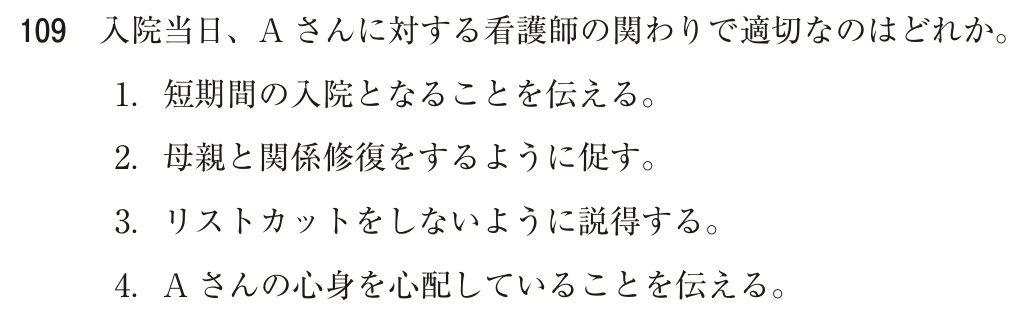 109 入院当日、A さんに対する看護師の関わりで適切なのはどれか。
1. 短期間の入院となることを伝える。
2. 母親と関係修復をするように促す。
3. リストカットをしないように説得する。
4. A さんの心身を心配していることを伝える。